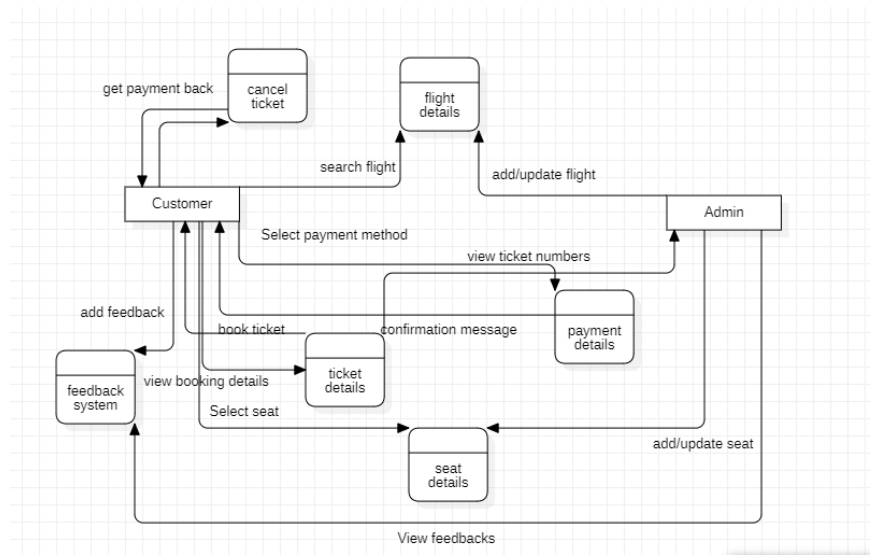 get payment back
cancel
ticket
flight
details
search flight
add/update flight
Customer
Admin
Select payment method
view ticket numbers
add feedback
book ticket
confirmation message
payment
details
ticket
details
view booking details
feedback
system
Select seat
add/update seat
seat
details
View feedbacks